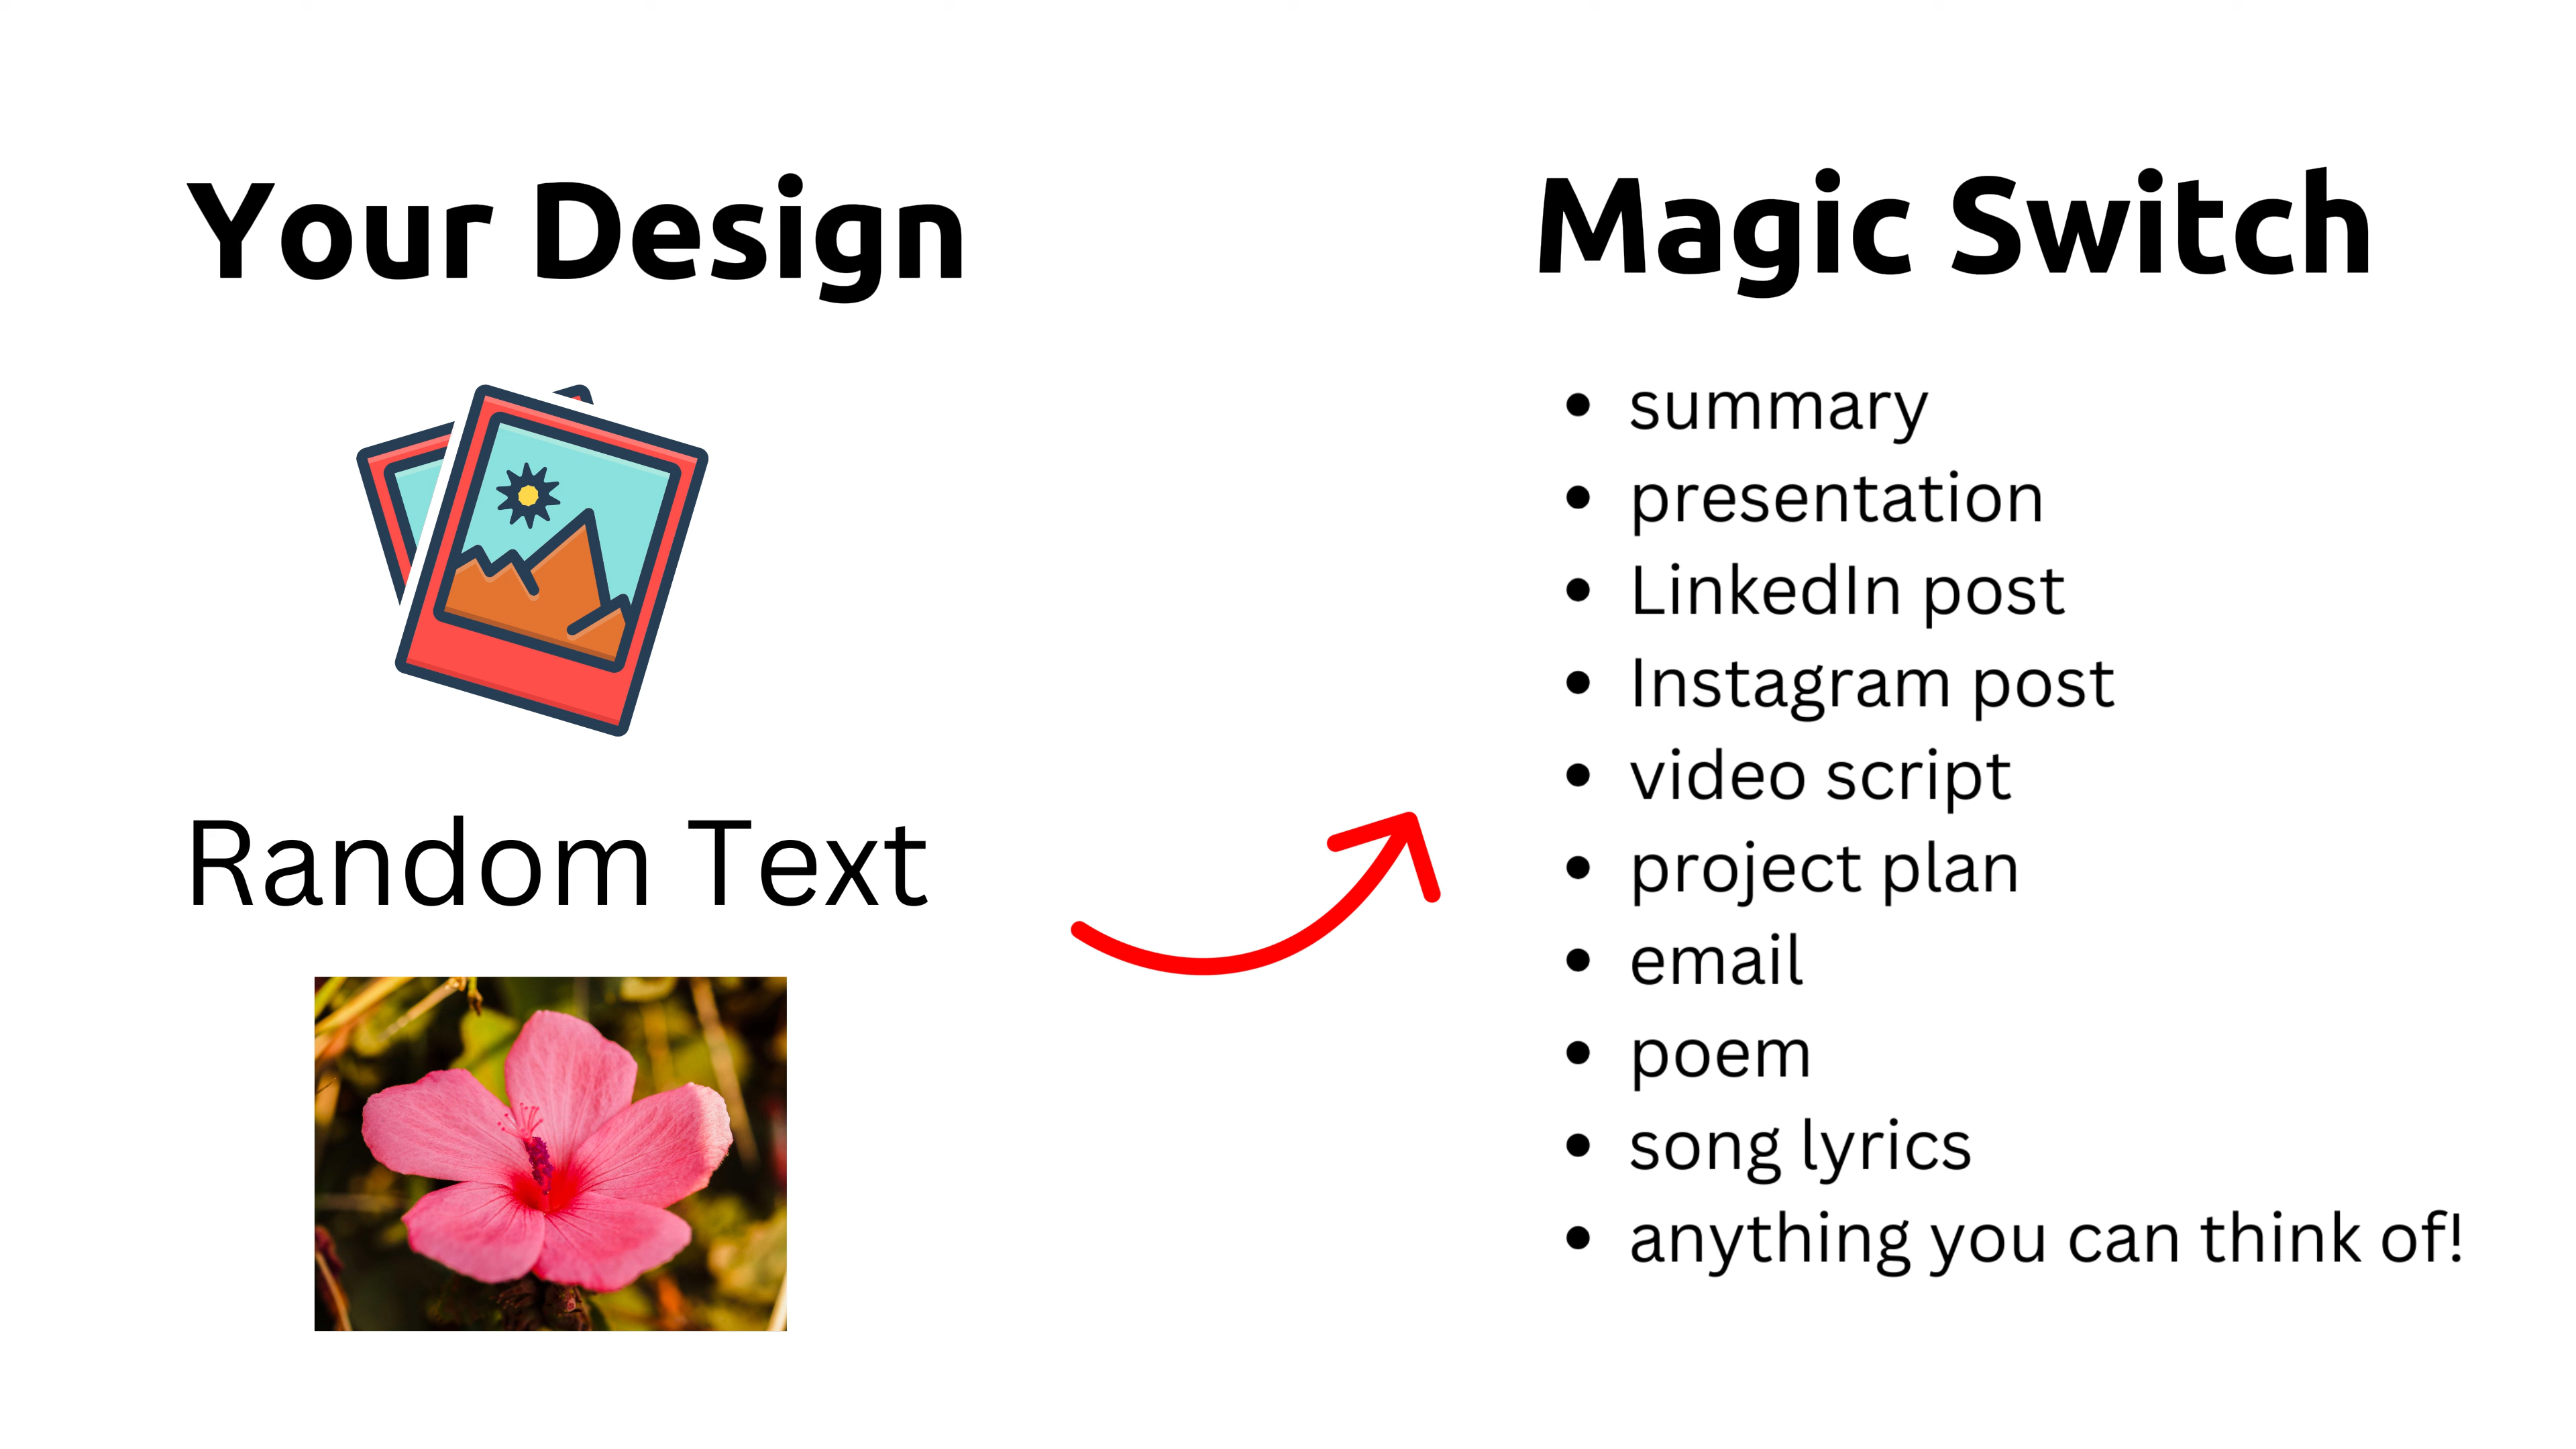 Your Design
Random Text
Magic Switch
summary
presentation
LinkedIn post
Instagram post
video script
project plan
email
poem
song lyrics
anything you can think of!